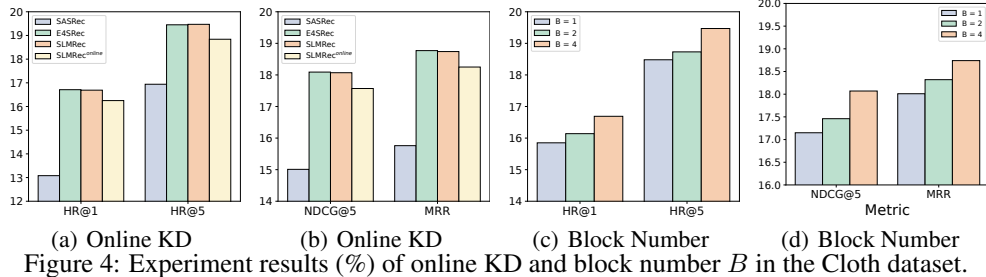 20
19
18
17
16
15
14
13
12
SASRec
E4SRec
SLMRec
SLMRec^online
HR@1
HR@5
(a) Online KD
20
19
18
17
16
15
14
SASRec
E4SRec
SLMRec
SLMRec^online
NDCG@5
MRR
(b) Online KD
20
19
18
17
16
15
14
13
12
B = 1
B = 2
B = 4
HR@1
HR@5
(c) Block Number
20.0
19.5
19.0
18.5
18.0
17.5
17.0
16.5
16.0
B = 1
B = 2
B = 4
NDCG@5
MRR
Metric
(d) Block Number
Figure 4: Experiment results (%) of online KD and block number B in the Cloth dataset.